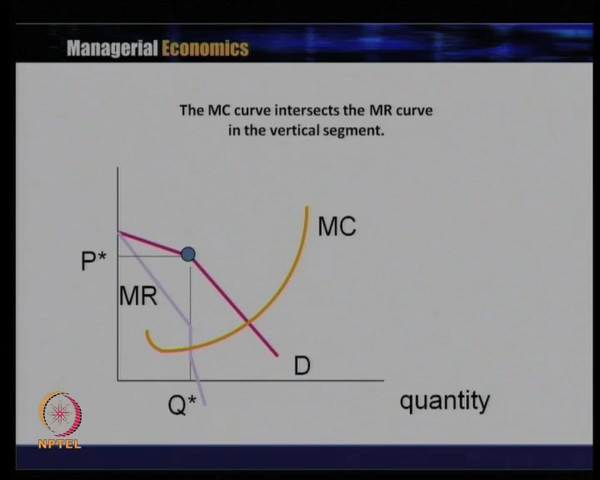 Managerial Economics
The MC curve intersects the MR curve
in the vertical segment.
MC
P*
MR
D
Q*
quantity
NPTEL